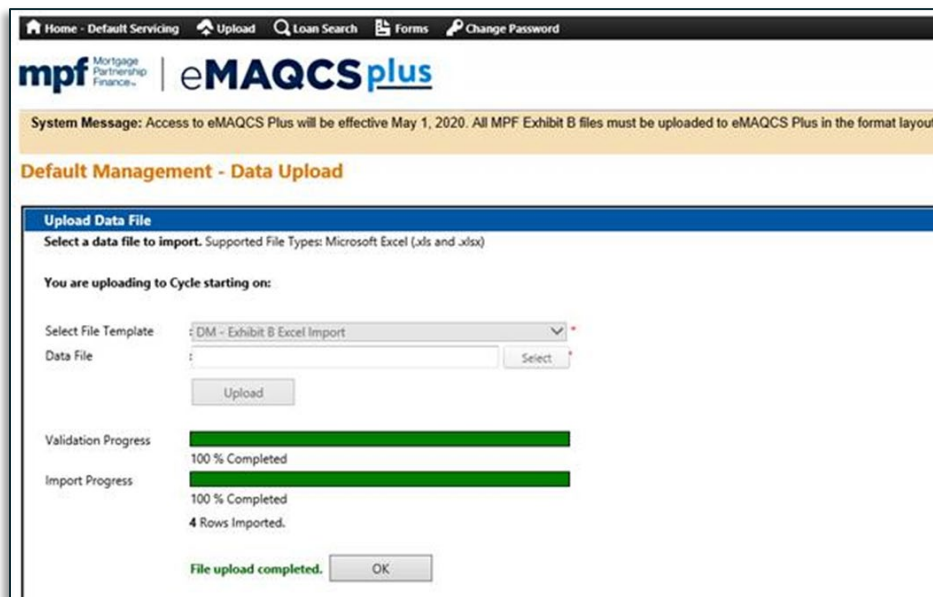 Home - Default Servicing Upload Loan Search Forms Change Password
mpf Mortgage Partnership Finance™ eMAQCS plus
System Message: Access to eMAQCS Plus will be effective May 1, 2020. All MPF Exhibit B files must be uploaded to eMAQCS Plus in the format layout
Default Management - Data Upload
Upload Data File
Select a data file to import. Supported File Types: Microsoft Excel (.xls and .xlsx)
You are uploading to Cycle starting on:
Select File Template : DM - Exhibit B Excel Import *
Data File : Select *
Upload
Validation Progress
100 % Completed
Import Progress
100 % Completed
4 Rows Imported.
File upload completed. OK